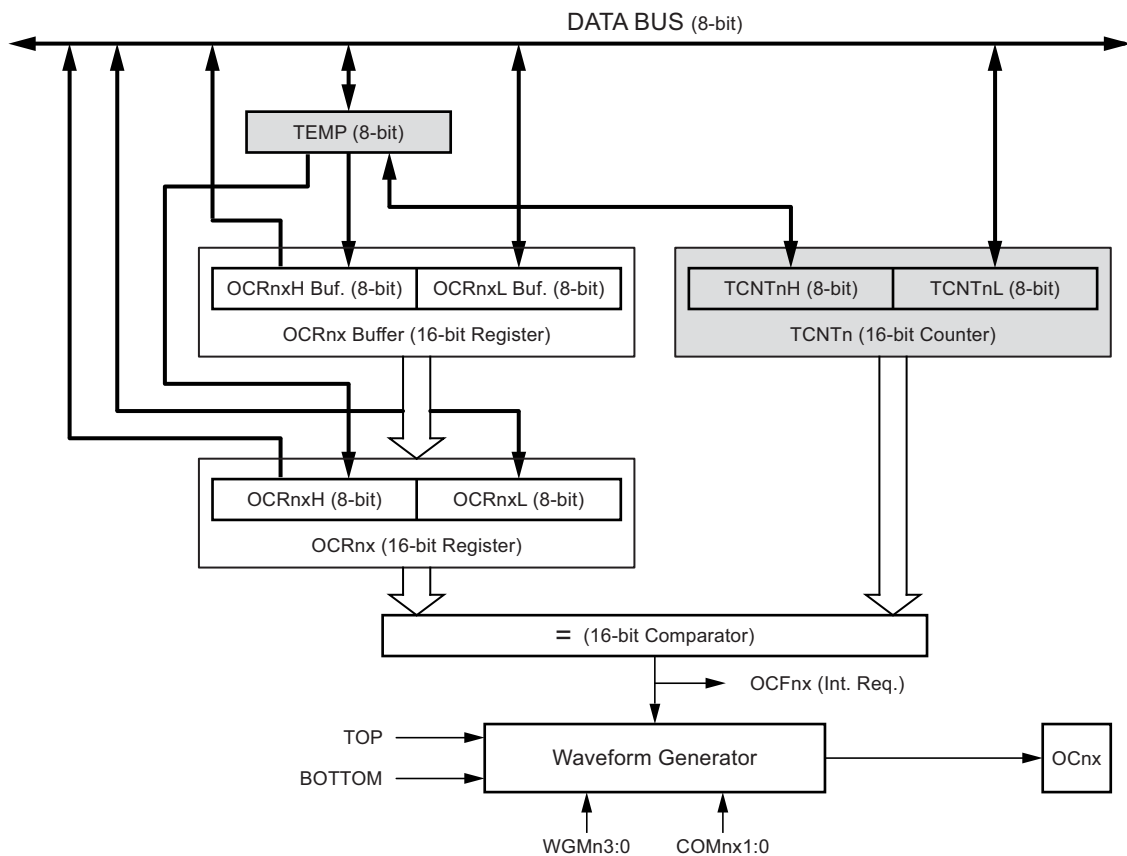 DATA BUS (8-bit)
TEMP (8-bit)
OCRnxH Buf. (8-bit) OCRnxL Buf. (8-bit)
OCRnx Buffer (16-bit Register)
TCNTnH (8-bit) TCNTnL (8-bit)
TCNTn (16-bit Counter)
OCRnxH (8-bit) OCRnxL (8-bit)
OCRnx (16-bit Register)
= (16-bit Comparator)
OCFnx (Int. Req.)
TOP
BOTTOM
Waveform Generator
OCnx
WGMn3:0 COMnx1:0